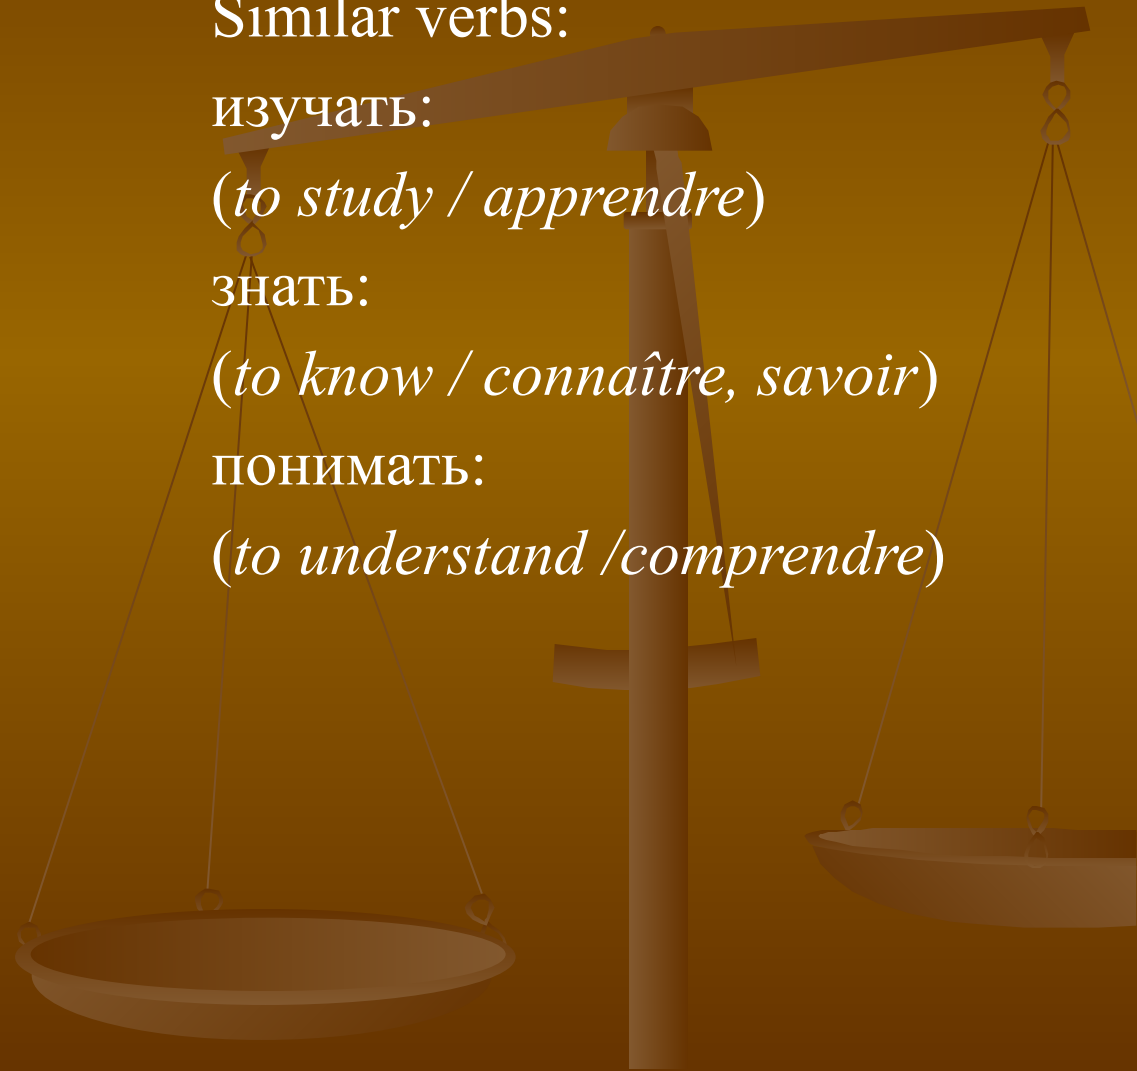 Similar verbs:
изучать:
(to study / apprendre)
знать:
(to know / connaître, savoir)
понимать:
(to understand /comprendre)